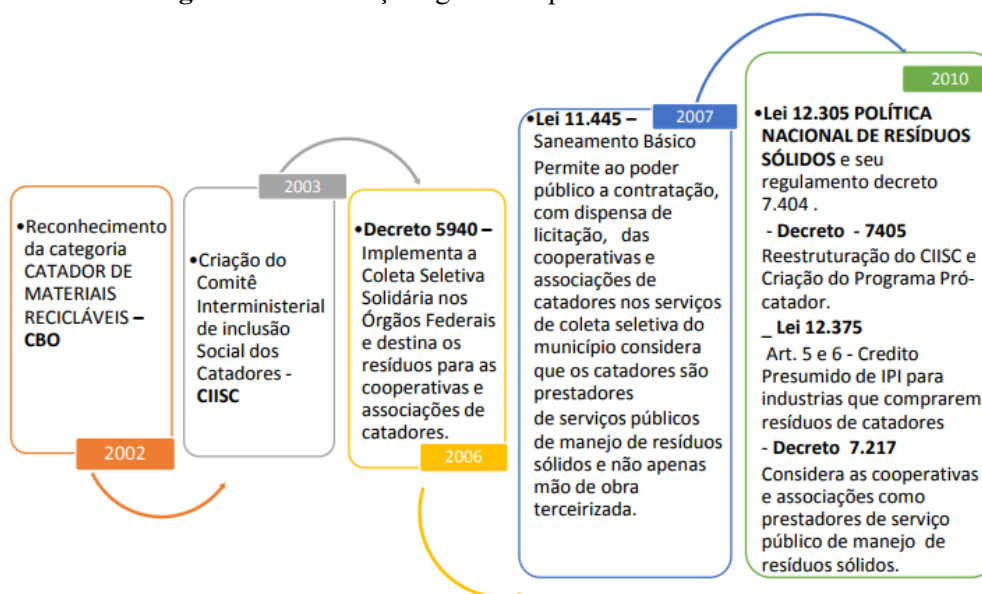 2002
•Reconhecimento
da categoria
CATADOR DE
MATERIAIS
RECICLÁVEIS –
CBO
2003
•Criação do
Comitê
Interministerial
de inclusão
Social dos
Catadores -
CIISC
•Decreto 5940 –
Implementa a
Coleta Seletiva
Solidária nos
Órgãos Federais
e destina os
resíduos para as
cooperativas e
associações de
catadores.
2006
2007
•Lei 11.445 –
Saneamento Básico
Permite ao poder
público a contratação,
com dispensa de
licitação, das
cooperativas e
associações de
catadores nos serviços
de coleta seletiva do
município considera
que os catadores são
prestadores
de serviços públicos
de manejo de resíduos
sólidos e não apenas
mão de obra
terceirizada.
2010
•Lei 12.305 POLÍTICA
NACIONAL DE RESÍDUOS
SÓLIDOS e seu
regulamento decreto
7.404 .
- Decreto - 7405
Reestruturação do CIISC e
Criação do Programa Pró-
catador.
_ Lei 12.375
Art. 5 e 6 - Credito
Presumido de IPI para
industrias que comprarem
resíduos de catadores
- Decreto 7.217
Considera as cooperativas
e associações como
prestadores de serviço
público de manejo de
resíduos sólidos.